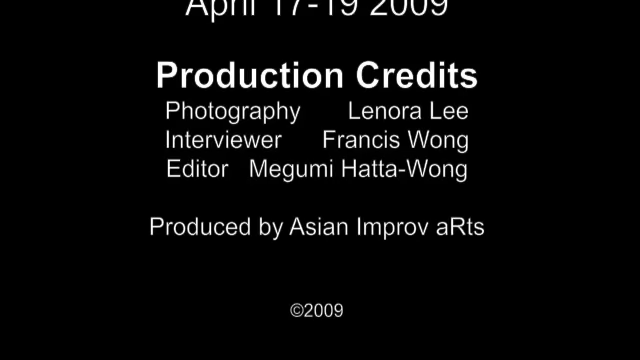 April 17-19 2009
Production Credits
Photography Lenora Lee
Interviewer Francis Wong
Editor Megumi Hatta-Wong
Produced by Asian Improv aRts
©2009